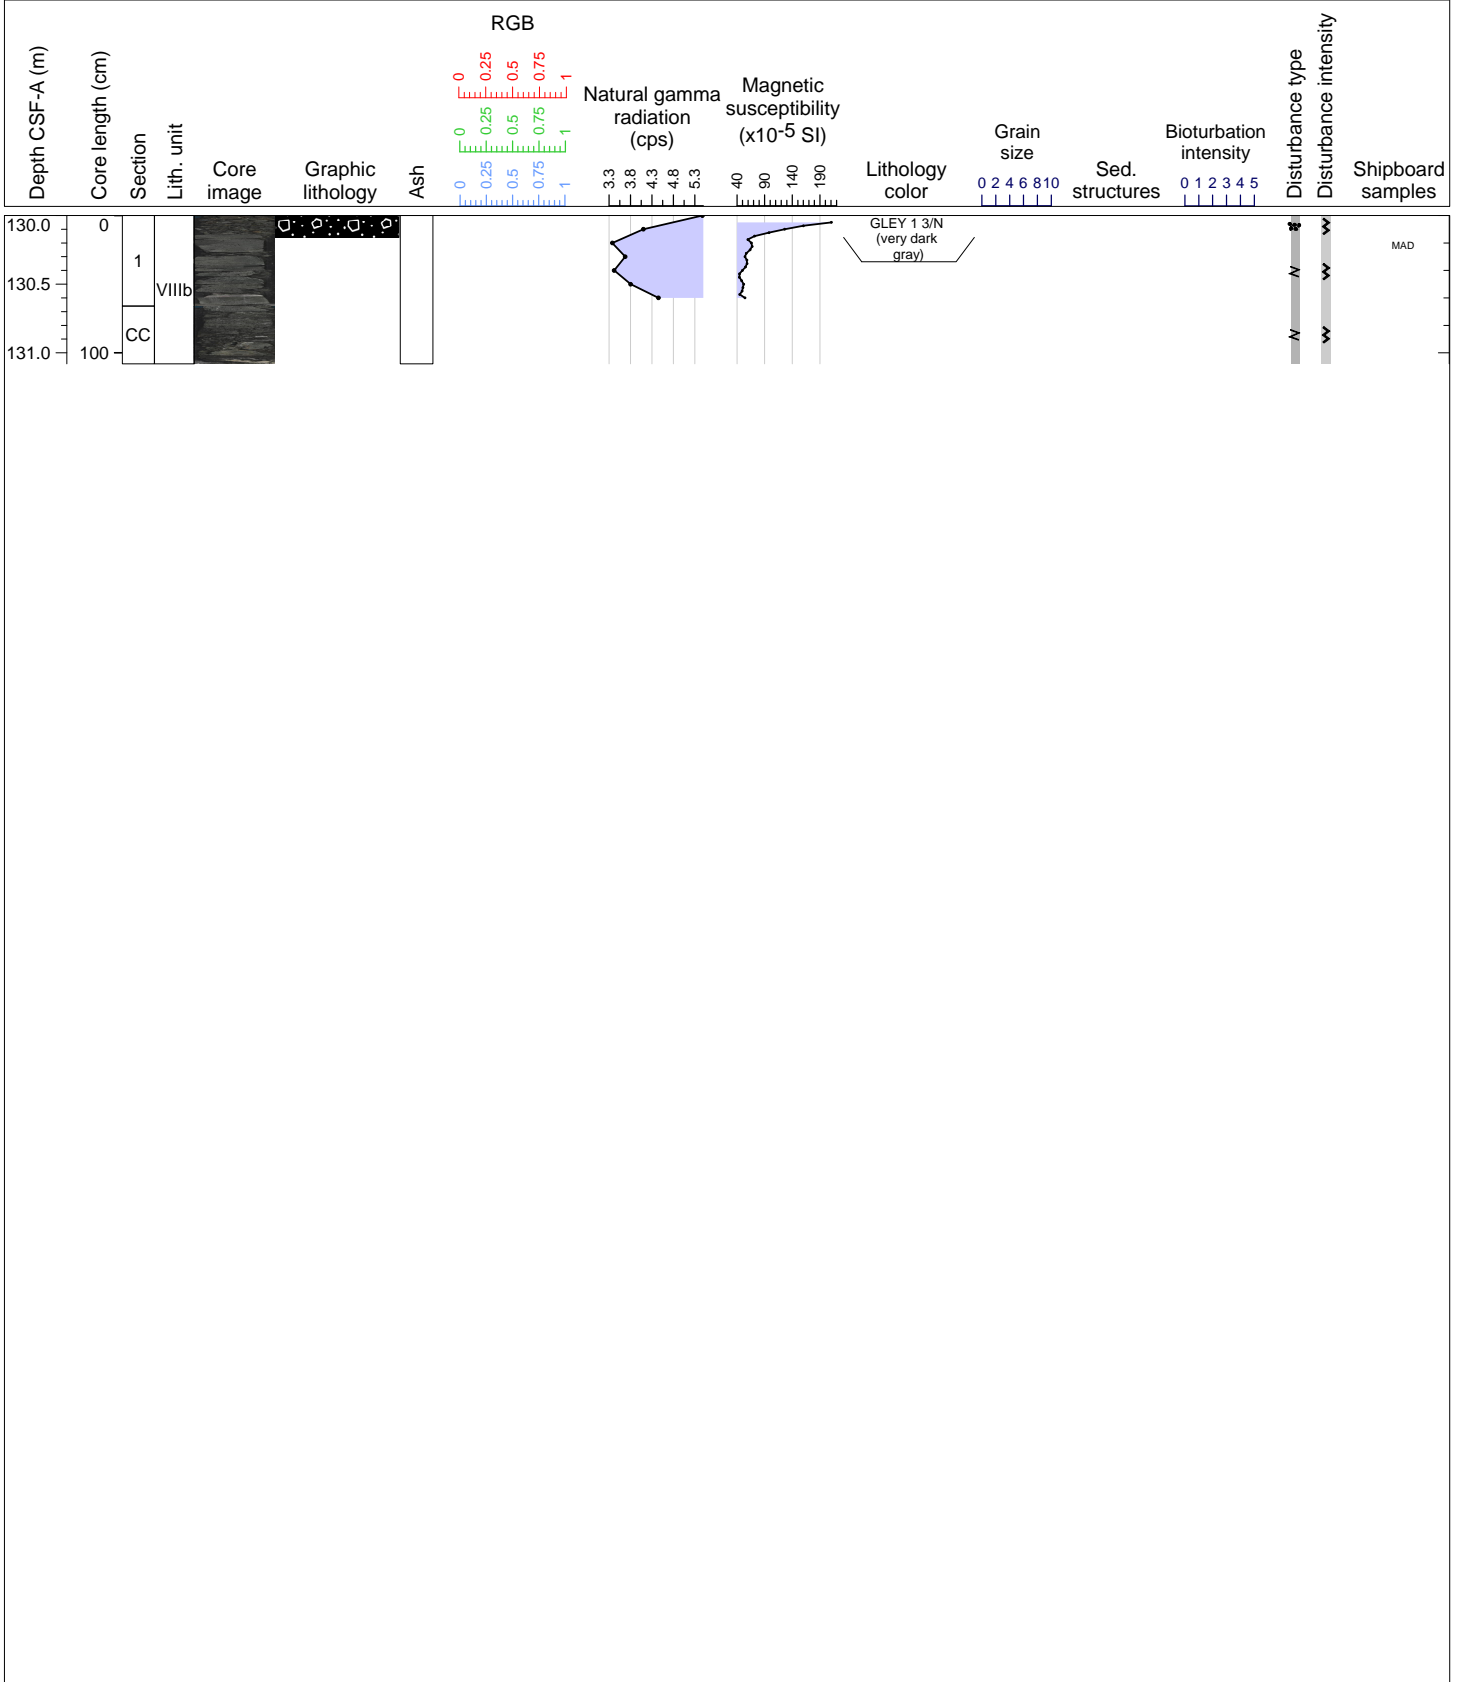 Depth CSF-A (m)
Core length (cm)
Section
Lith. unit
Core
image
Graphic
lithology
Ash
RGB
0 0.25 0.5 0.75 1
0 0.25 0.5 0.75 1
0 0.25 0.5 0.75 1
Natural gamma
radiation
(cps)
3.3 3.8 4.3 4.8 5.3
Magnetic
susceptibility
(x10-5 SI)
40 90 140 190
Lithology
color
Grain
size
0 2 4 6 8 10
Sed.
structures
Bioturbation
intensity
0 1 2 3 4 5
Disturbance type
Disturbance intensity
Shipboard
samples
130.0
130.5
131.0
0
100
1
CC
VIIIb
GLEY 1 3/N
(very dark
gray)
MAD